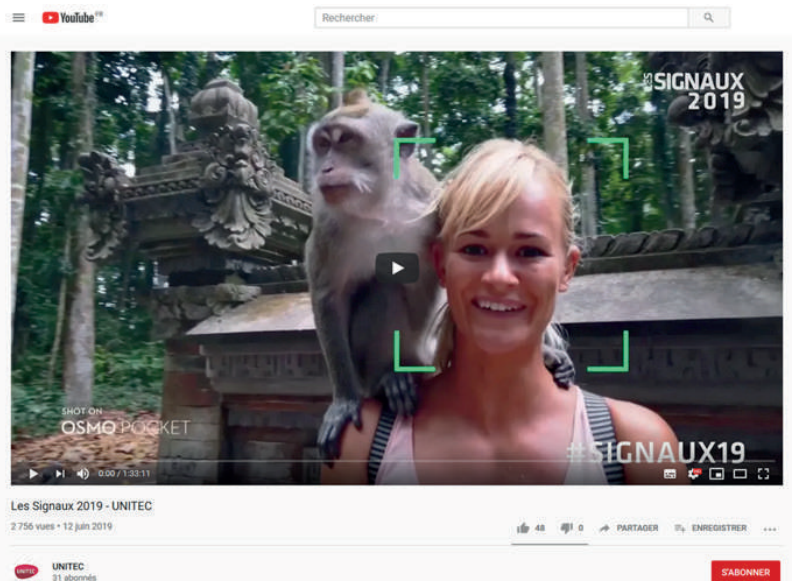 YouTube FR
Rechercher
LES SIGNAUX
2019
SHOT ON
OSMO POCKET
#SIGNAUX19
0:00 / 1:33:11
Les Signaux 2019 - UNITEC
2 756 vues • 12 juin 2019
48
0
PARTAGER
ENREGISTRER
UNITEC
UNITEC
31 abonnés
S'ABONNER